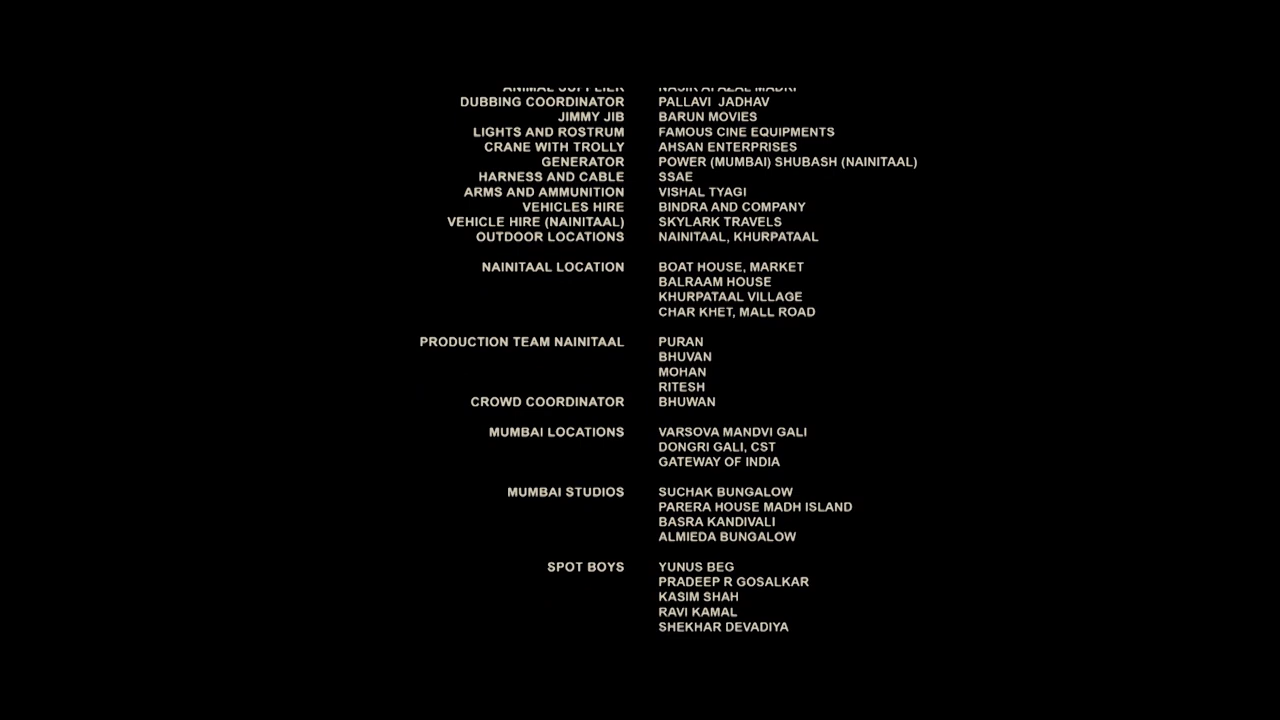 DUBBING COORDINATOR PALLAVI JADHAV
JIMMY JIB BARUN MOVIES
LIGHTS AND ROSTRUM FAMOUS CINE EQUIPMENTS
CRANE WITH TROLLY AHSAN ENTERPRISES
GENERATOR POWER (MUMBAI) SHUBASH (NAINITAAL)
HARNESS AND CABLE SSAE
ARMS AND AMMUNITION VISHAL TYAGI
VEHICLES HIRE BINDRA AND COMPANY
VEHICLE HIRE (NAINITAAL) SKYLARK TRAVELS
OUTDOOR LOCATIONS NAINITAAL, KHURPATAAL
NAINITAAL LOCATION BOAT HOUSE, MARKET
BALRAAM HOUSE
KHURPATAAL VILLAGE
CHAR KHET, MALL ROAD
PRODUCTION TEAM NAINITAAL PURAN
BHUVAN
MOHAN
RITESH
CROWD COORDINATOR BHUWAN
MUMBAI LOCATIONS VARSOVA MANDVI GALI
DONGRI GALI, CST
GATEWAY OF INDIA
MUMBAI STUDIOS SUCHAK BUNGALOW
PARERA HOUSE MADH ISLAND
BASRA KANDIVALI
ALMIEDA BUNGALOW
SPOT BOYS YUNUS BEG
PRADEEP R GOSALKAR
KASIM SHAH
RAVI KAMAL
SHEKHAR DEVADIYA